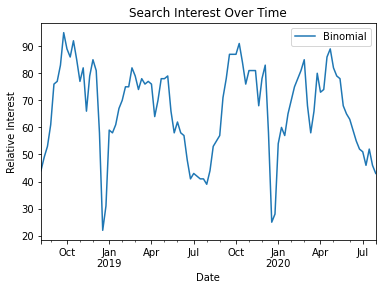 Search Interest Over Time
Binomial
Relative Interest
90
80
70
60
50
40
30
20
Oct
Jan
2019
Apr
Jul
Oct
Jan
2020
Apr
Jul
Date